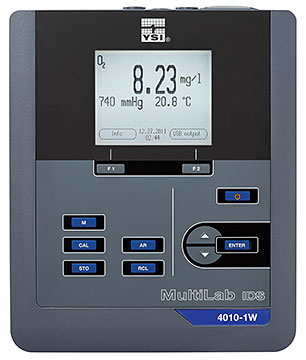 YSI ®
O₂
8.23 mg/l
740 mmHg 20.8 °C
Info 12.27.2011 USB output
02:44
F1 F2
M
CAL AR ENTER
STO RCL
MultiLab IDS
4010-1W